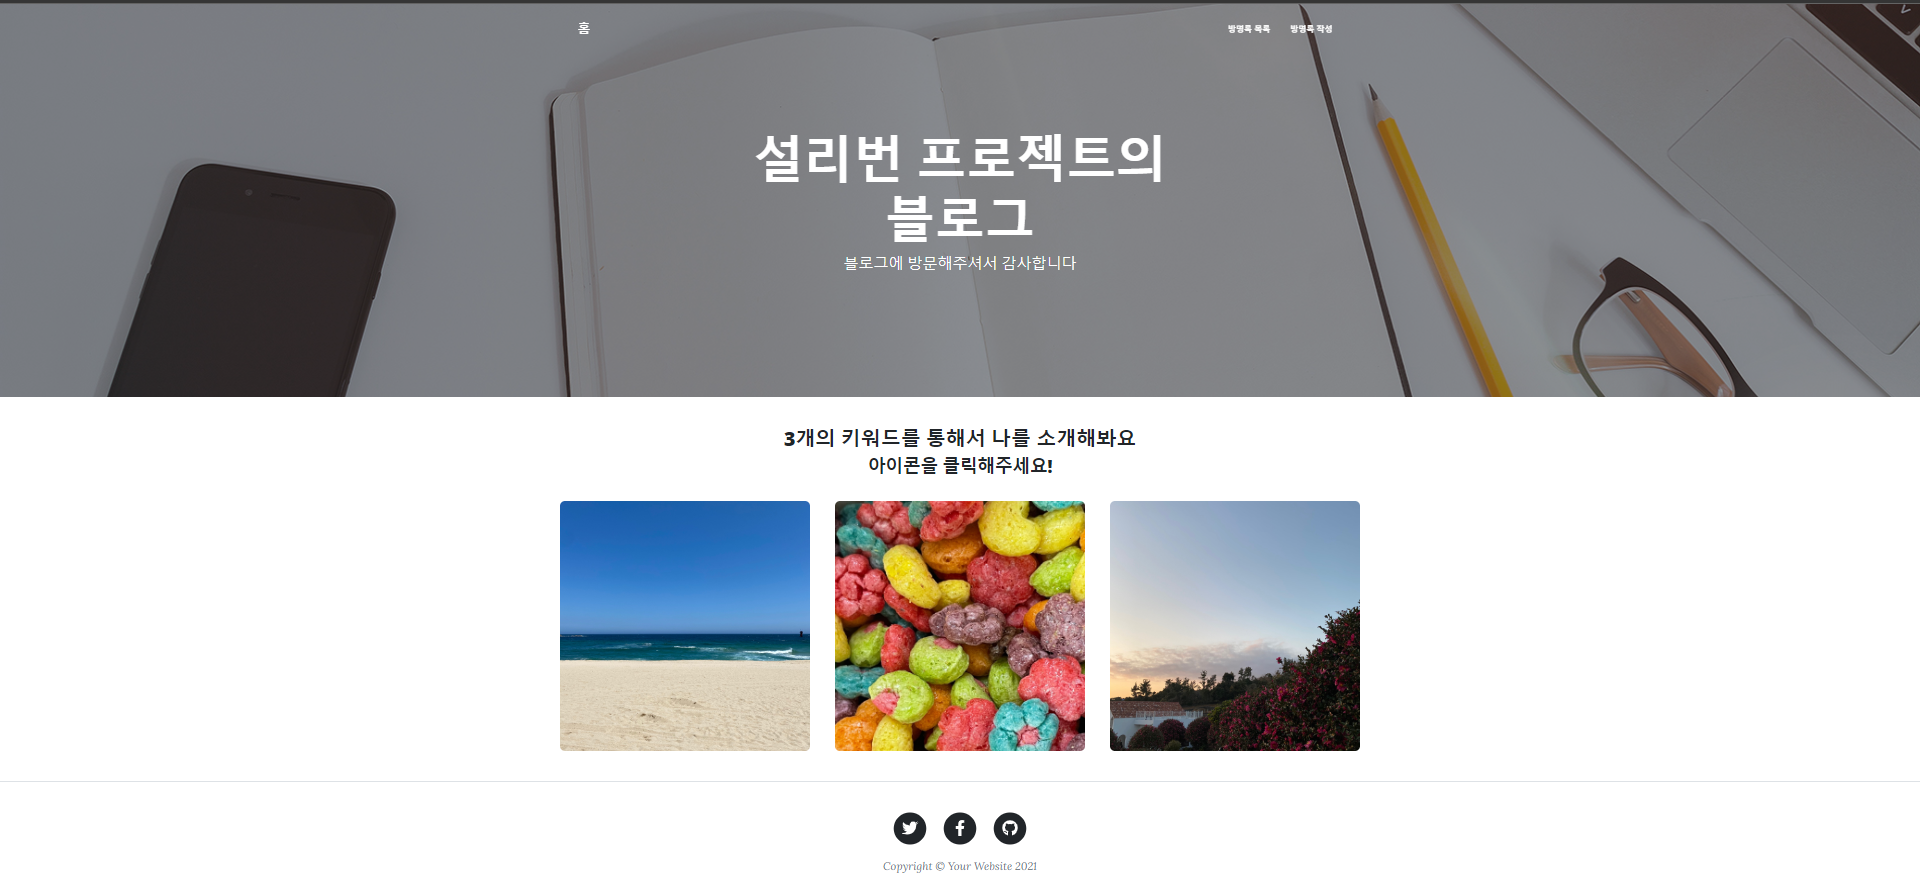 홈
방명록 목록 방명록 작성
설리번 프로젝트의
블로그
블로그에 방문해주셔서 감사합니다
3개의 키워드를 통해서 나를 소개해봐요
아이콘을 클릭해주세요!
Copyright © Your Website 2021